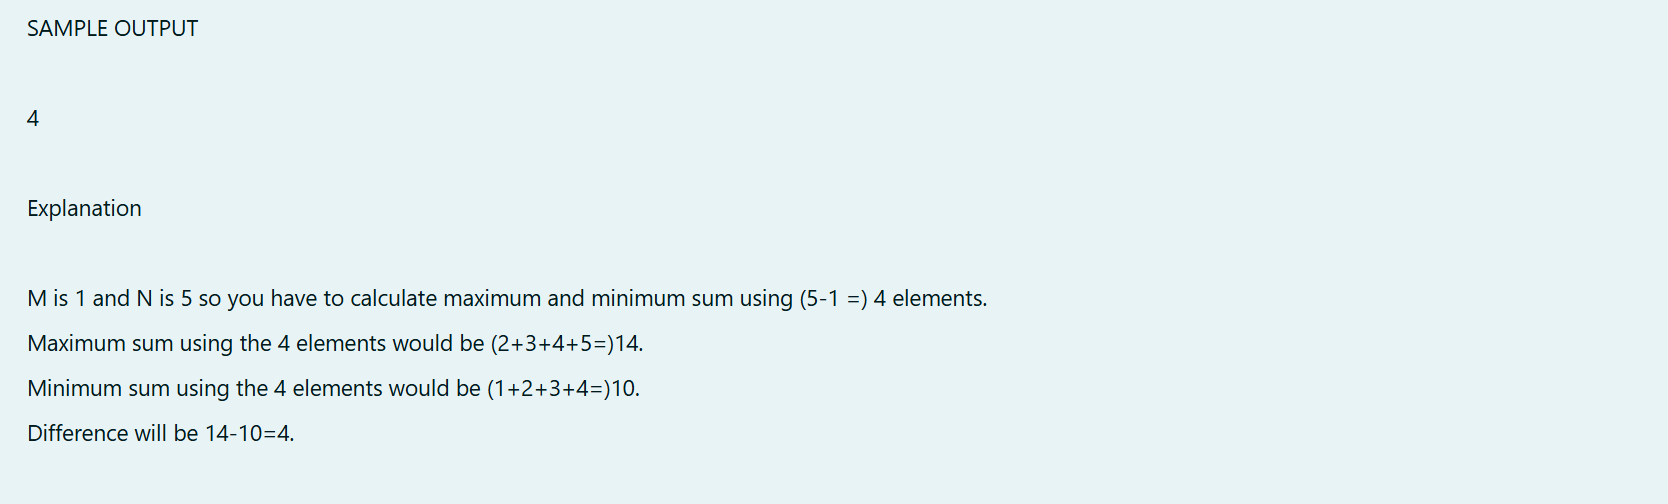 SAMPLE OUTPUT
4
Explanation
M is 1 and N is 5 so you have to calculate maximum and minimum sum using (5-1 =) 4 elements.
Maximum sum using the 4 elements would be (2+3+4+5=)14.
Minimum sum using the 4 elements would be (1+2+3+4=)10.
Difference will be 14-10=4.